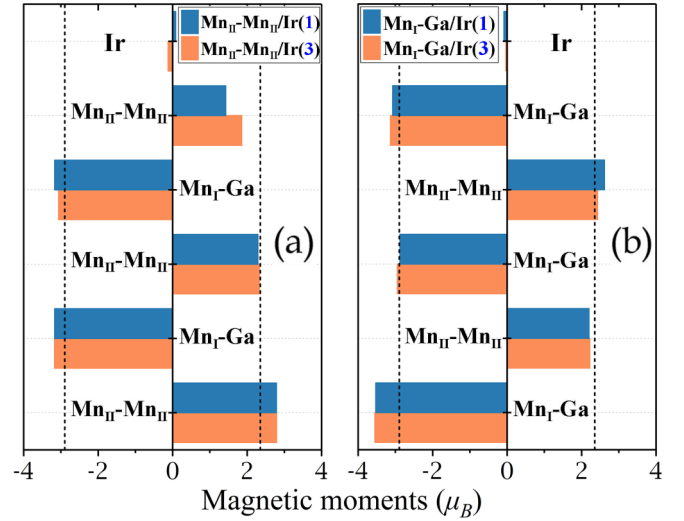 Mn_II-Mn_II/Ir(1)
Mn_II-Mn_II/Ir(3)
Ir
Mn_II-Mn_II
Mn_I-Ga
Mn_II-Mn_II
(a)
Mn_I-Ga
Mn_II-Mn_II
-4 -2 0 2 4
Mn_I-Ga/Ir(1)
Mn_I-Ga/Ir(3)
Ir
Mn_I-Ga
Mn_II-Mn_II
Mn_I-Ga
(b)
Mn_II-Mn_II
Mn_I-Ga
-4 -2 0 2 4
Magnetic moments (μ_B)